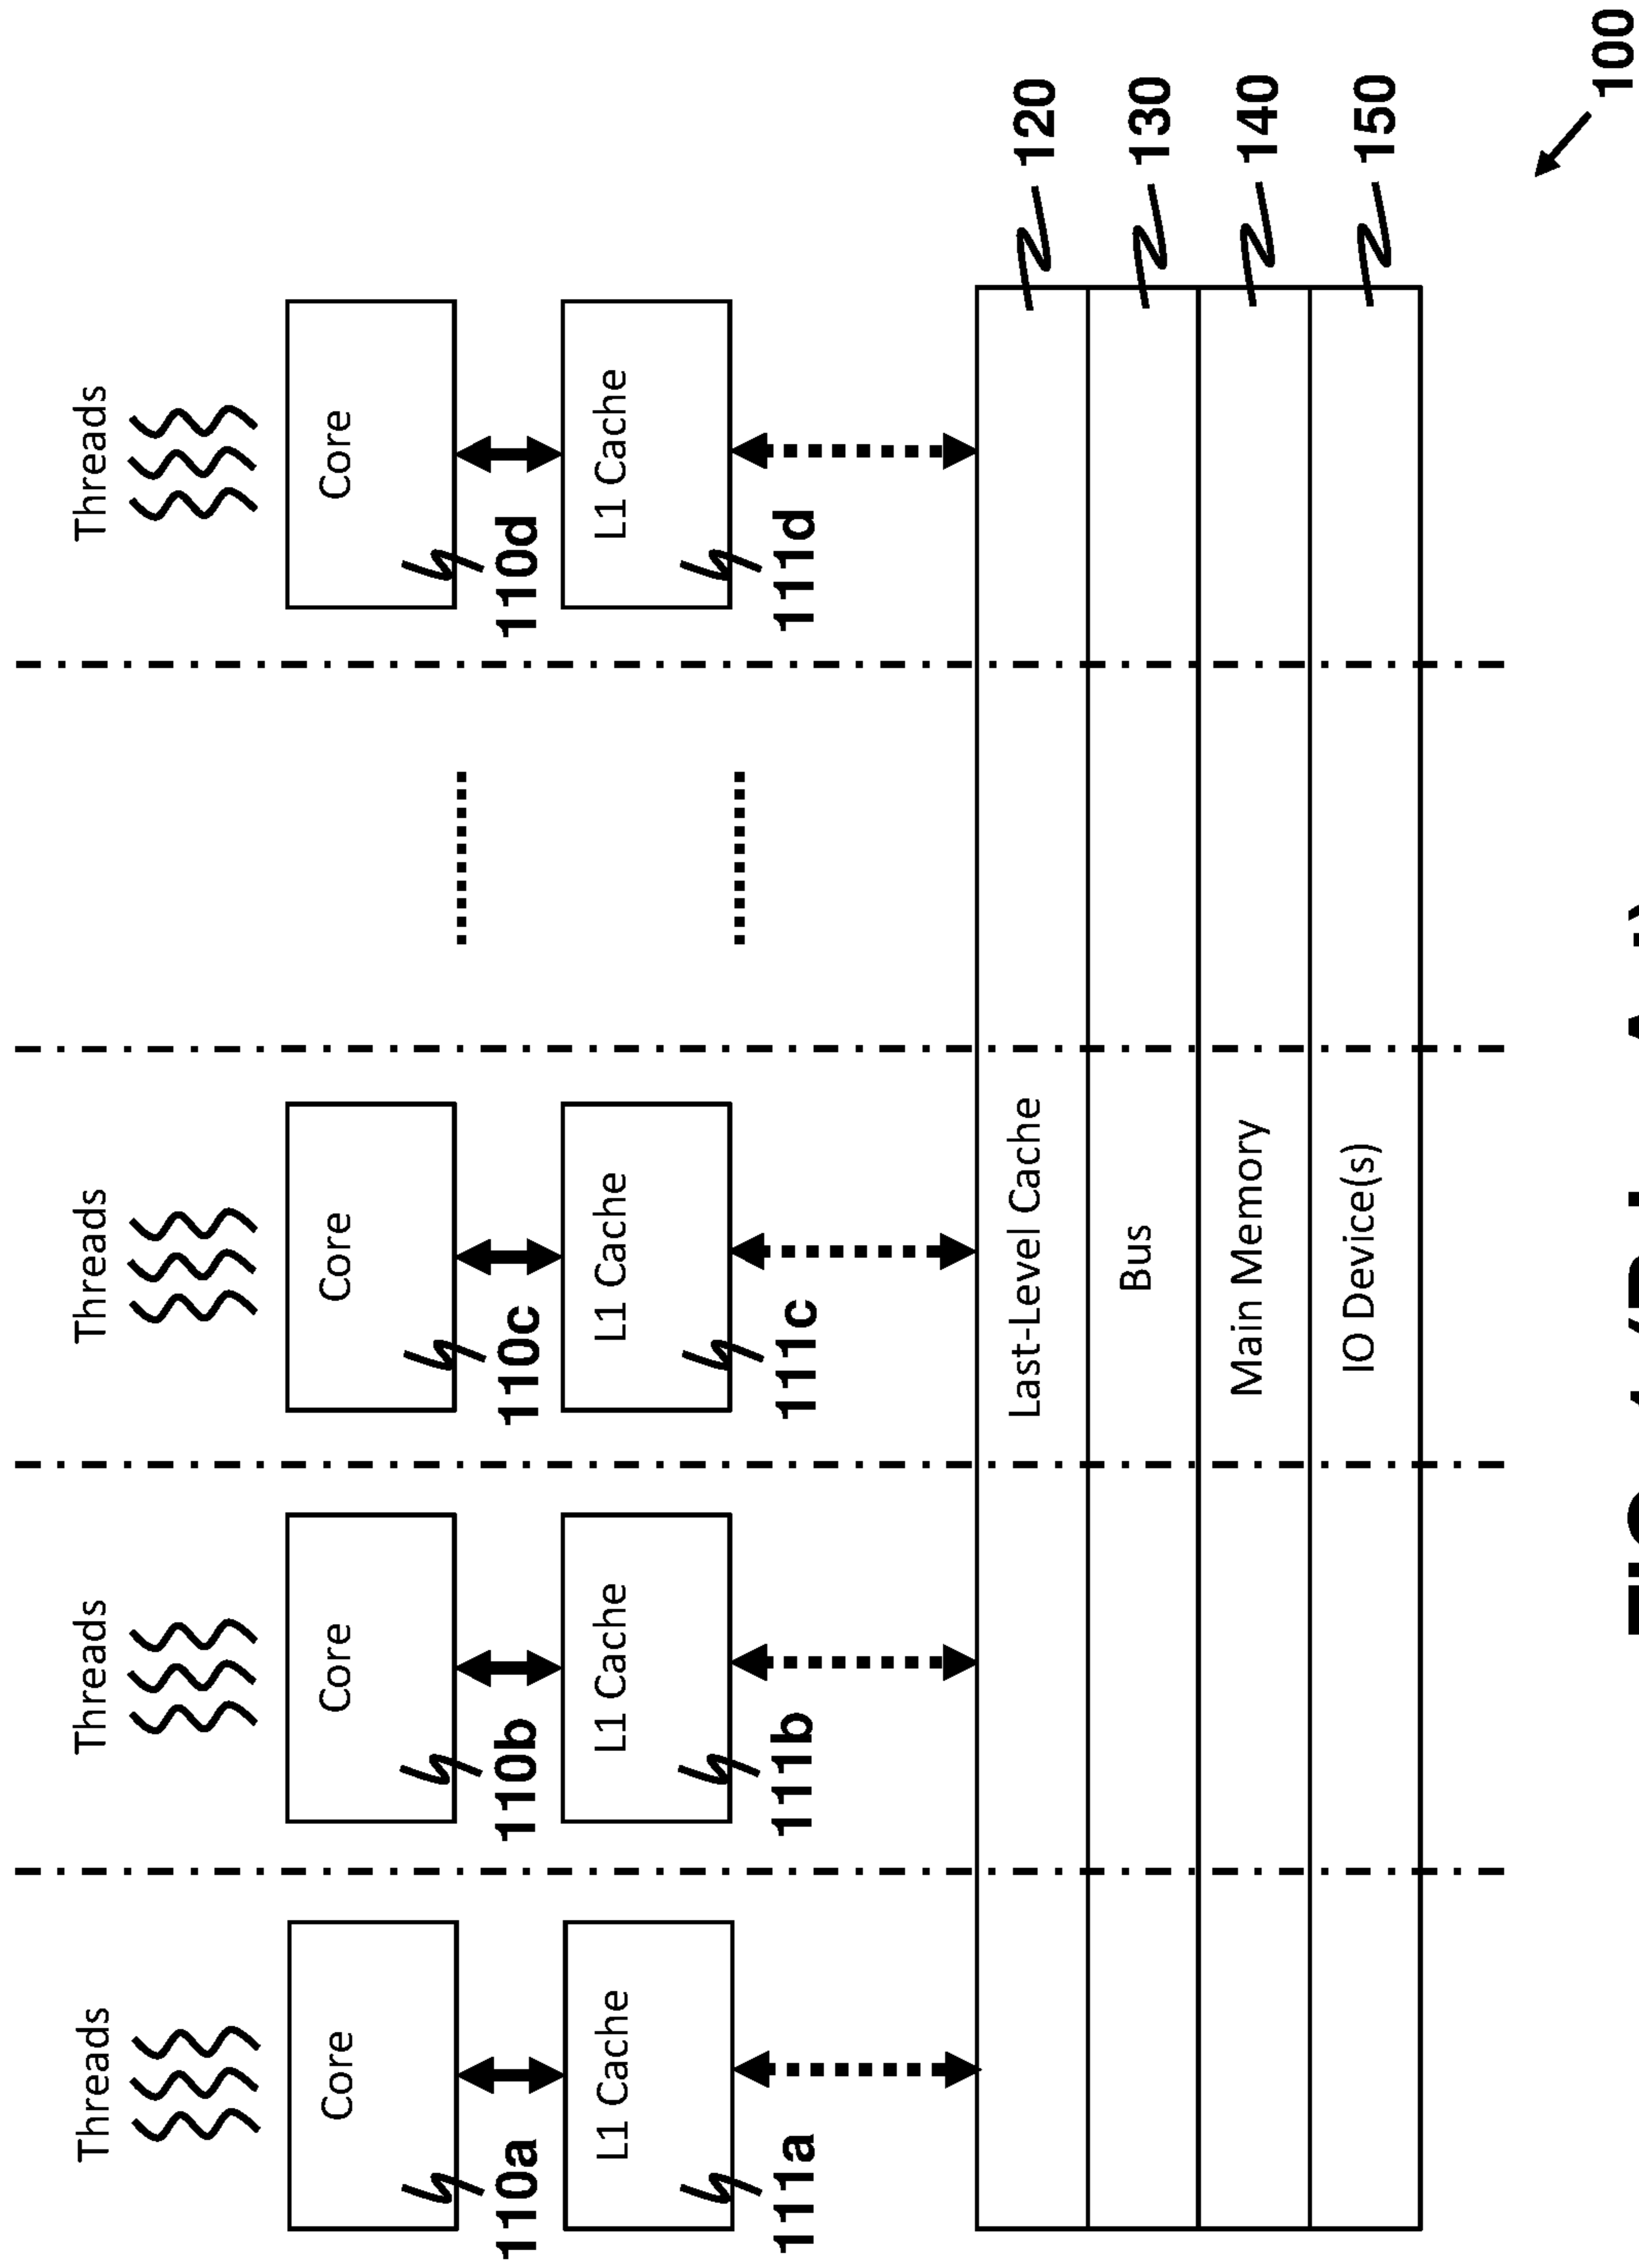 Threads Threads Threads Threads
Core Core Core Core
110a 110b 110c 110d
L1 Cache L1 Cache L1 Cache L1 Cache
111a 111b 111c 111d
Last-Level Cache 120
Bus 130
Main Memory 140
IO Device(s) 150
100